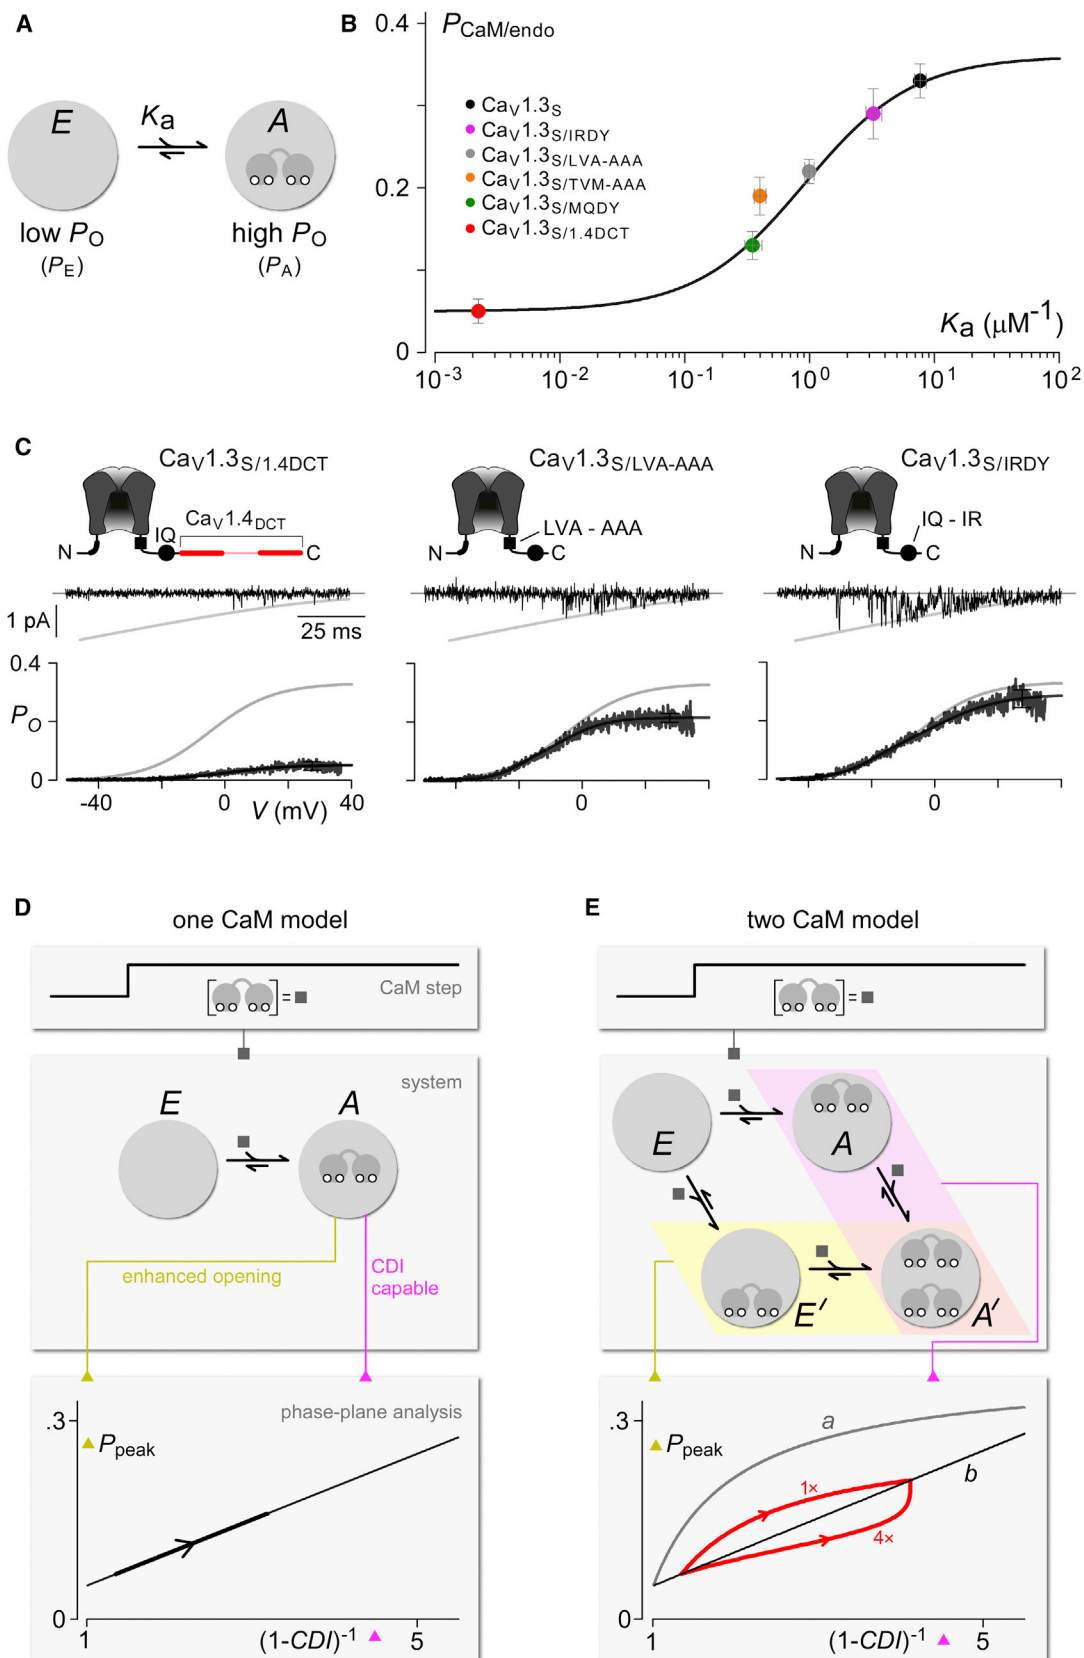 A
E
Ka
A
low PO
(PE)
high PO
(PA)
B
PCaM/endo
0.4
0.2
0
CaV1.3S
CaV1.3S/IRDY
CaV1.3S/LVA-AAA
CaV1.3S/TVM-AAA
CaV1.3S/MQDY
CaV1.3S/1.4DCT
Ka (μM-1)
10-3 10-2 10-1 100 101 102
C
CaV1.3S/1.4DCT
CaV1.4DCT
IQ
N
C
1 pA
25 ms
0.4
PO
0
-40 0 40
V (mV)
CaV1.3S/LVA-AAA
LVA - AAA
N
C
0
CaV1.3S/IRDY
IQ - IR
N
C
0
D
one CaM model
[ ] =
CaM step
system
E
A
enhanced opening
CDI
capable
phase-plane analysis
.3
Ppeak
0
1
(1-CDI)-1
5
E
two CaM model
[ ] =
E
A
E′
A′
.3
Ppeak
a
b
1×
4×
0
1
(1-CDI)-1
5